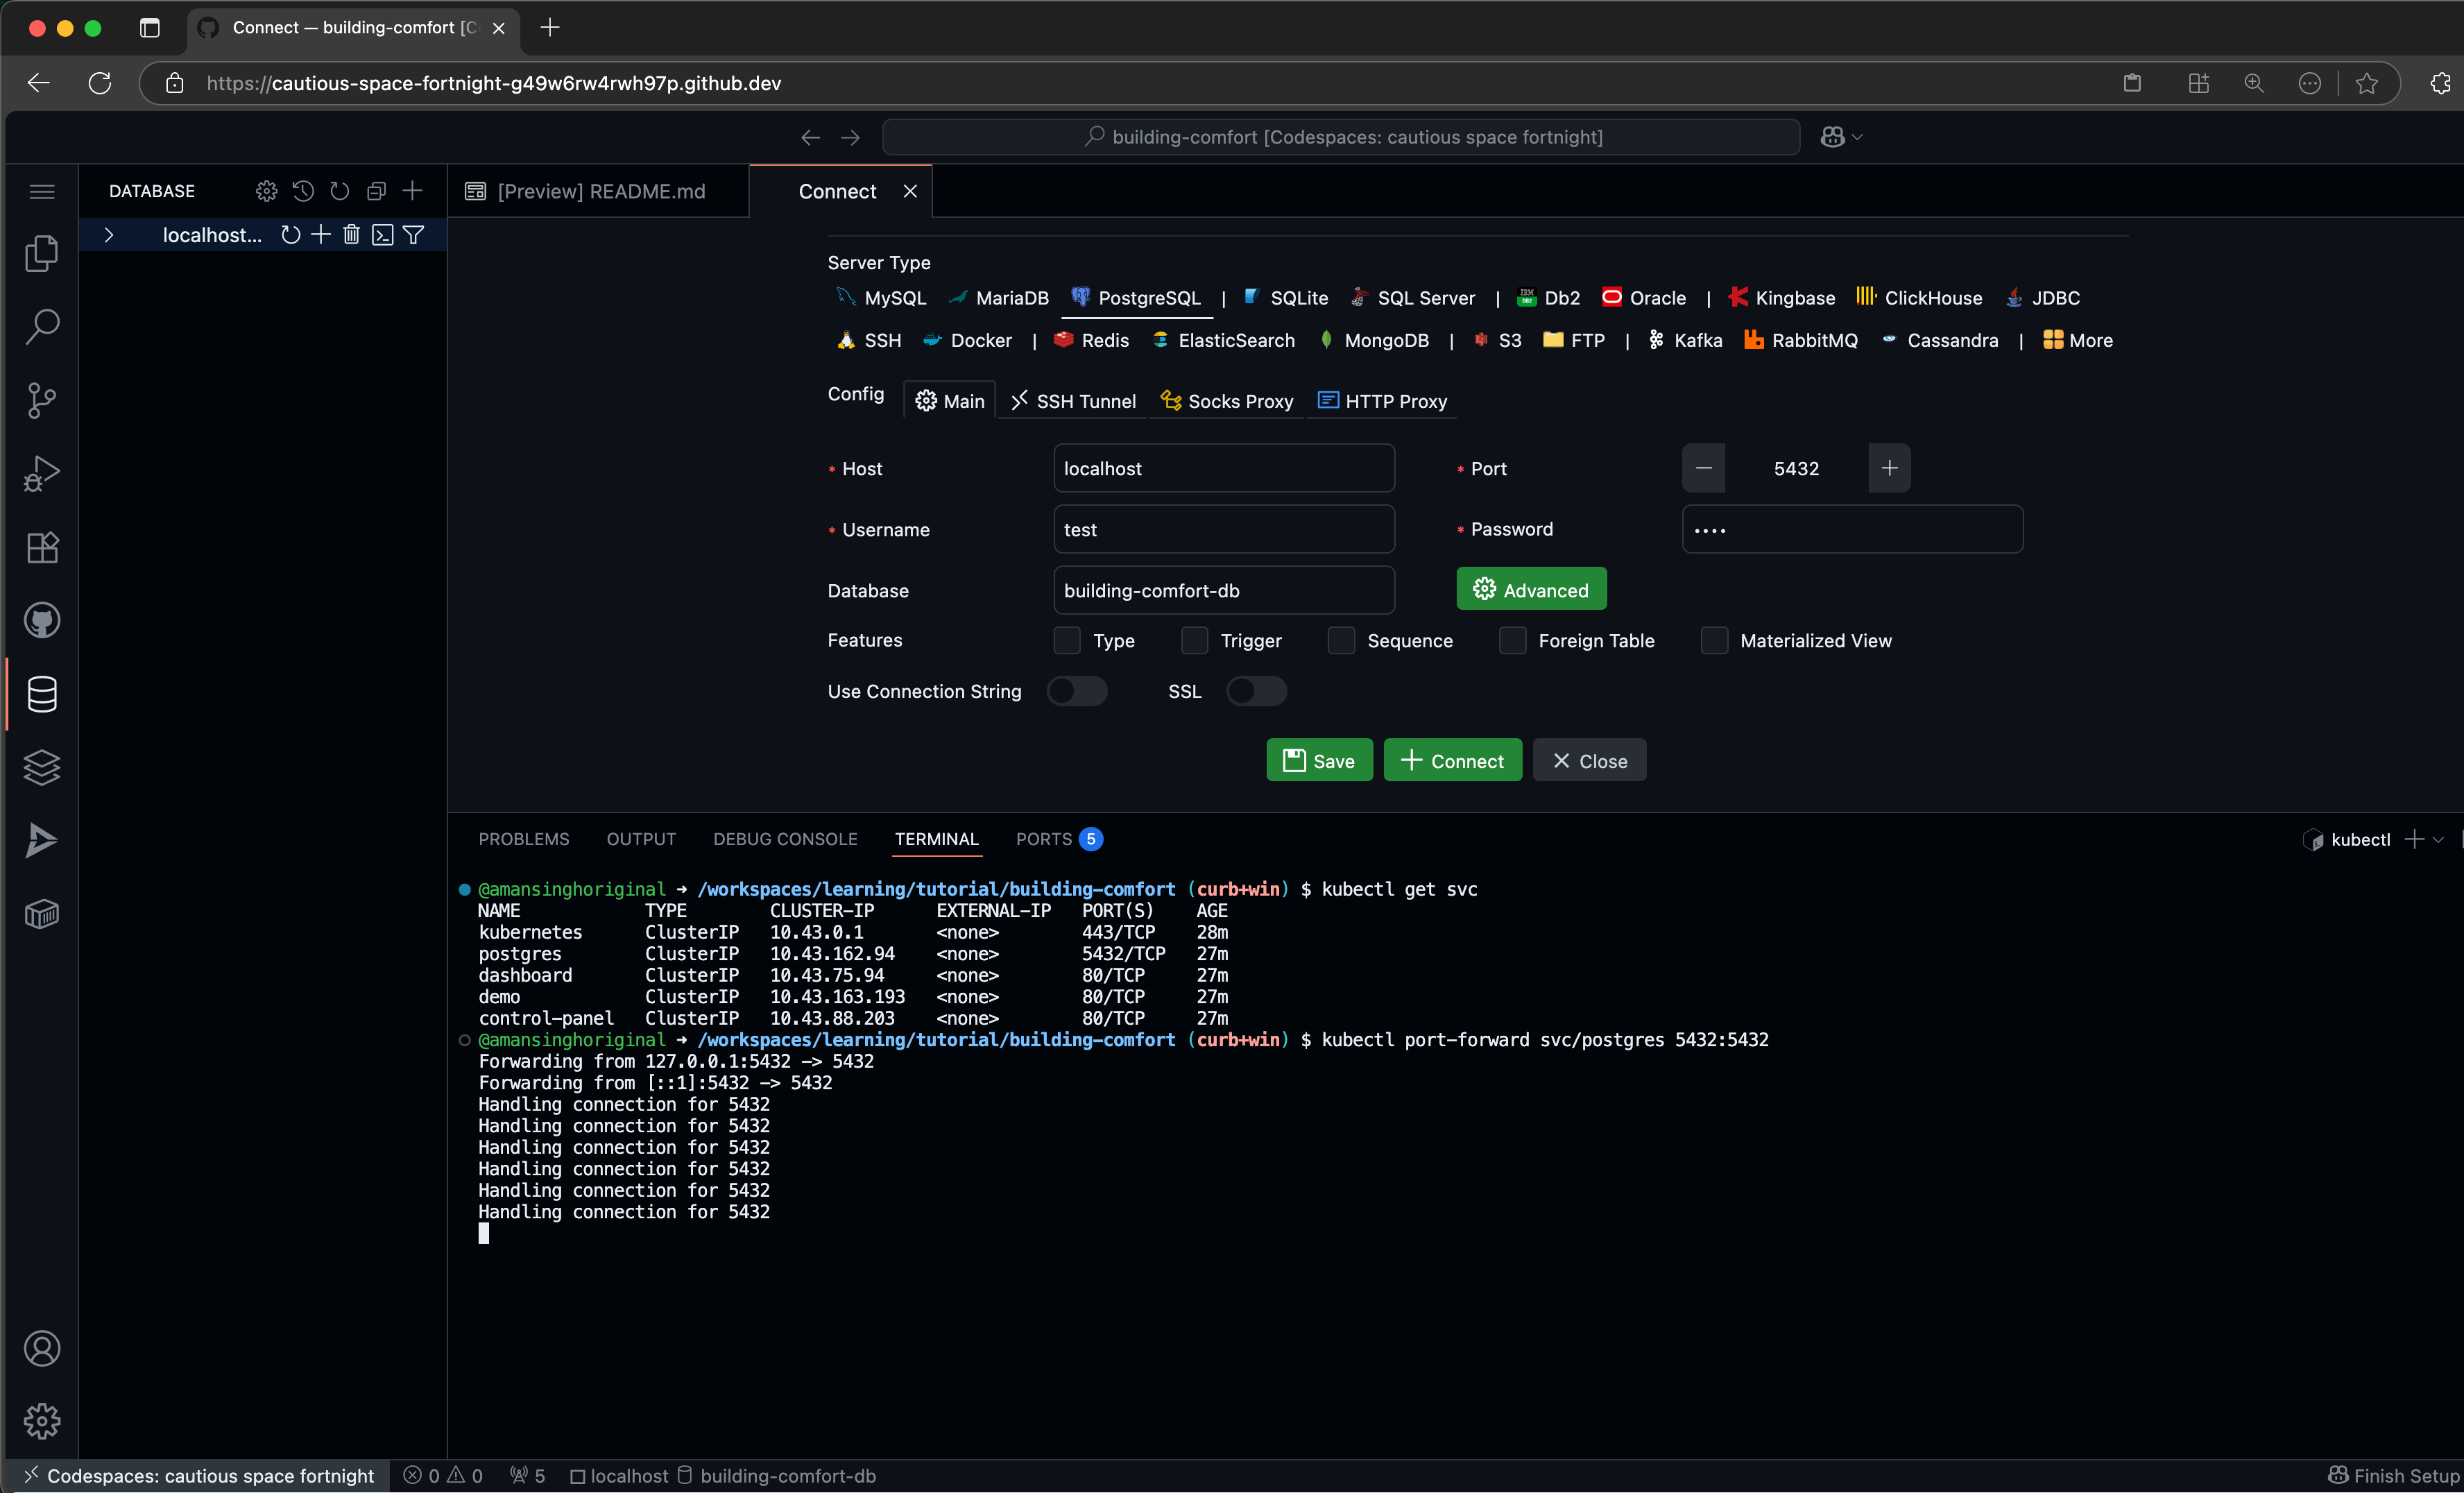 Connect — building-comfort [C
https://cautious-space-fortnight-g49w6rw4rwh97p.github.dev
building-comfort [Codespaces: cautious space fortnight]
DATABASE
[Preview] README.md
Connect
localhost...
Server Type
MySQL MariaDB PostgreSQL | SQLite SQL Server | Db2 Oracle | Kingbase ClickHouse JDBC
SSH Docker | Redis ElasticSearch MongoDB | S3 FTP | Kafka RabbitMQ Cassandra | More
Config Main SSH Tunnel Socks Proxy HTTP Proxy
* Host localhost * Port 5432
* Username test * Password ••••
Database building-comfort-db Advanced
Features Type Trigger Sequence Foreign Table Materialized View
Use Connection String SSL
Save Connect Close
PROBLEMS OUTPUT DEBUG CONSOLE TERMINAL PORTS 5 kubectl
@amansinghoriginal ➜ /workspaces/learning/tutorial/building-comfort (curb+win) $ kubectl get svc
NAME TYPE CLUSTER-IP EXTERNAL-IP PORT(S) AGE
kubernetes ClusterIP 10.43.0.1 <none> 443/TCP 28m
postgres ClusterIP 10.43.162.94 <none> 5432/TCP 27m
dashboard ClusterIP 10.43.75.94 <none> 80/TCP 27m
demo ClusterIP 10.43.163.193 <none> 80/TCP 27m
control-panel ClusterIP 10.43.88.203 <none> 80/TCP 27m
@amansinghoriginal ➜ /workspaces/learning/tutorial/building-comfort (curb+win) $ kubectl port-forward svc/postgres 5432:5432
Forwarding from 127.0.0.1:5432 -> 5432
Forwarding from [::1]:5432 -> 5432
Handling connection for 5432
Handling connection for 5432
Handling connection for 5432
Handling connection for 5432
Handling connection for 5432
Handling connection for 5432
Codespaces: cautious space fortnight 0 0 5 localhost building-comfort-db Finish Setup